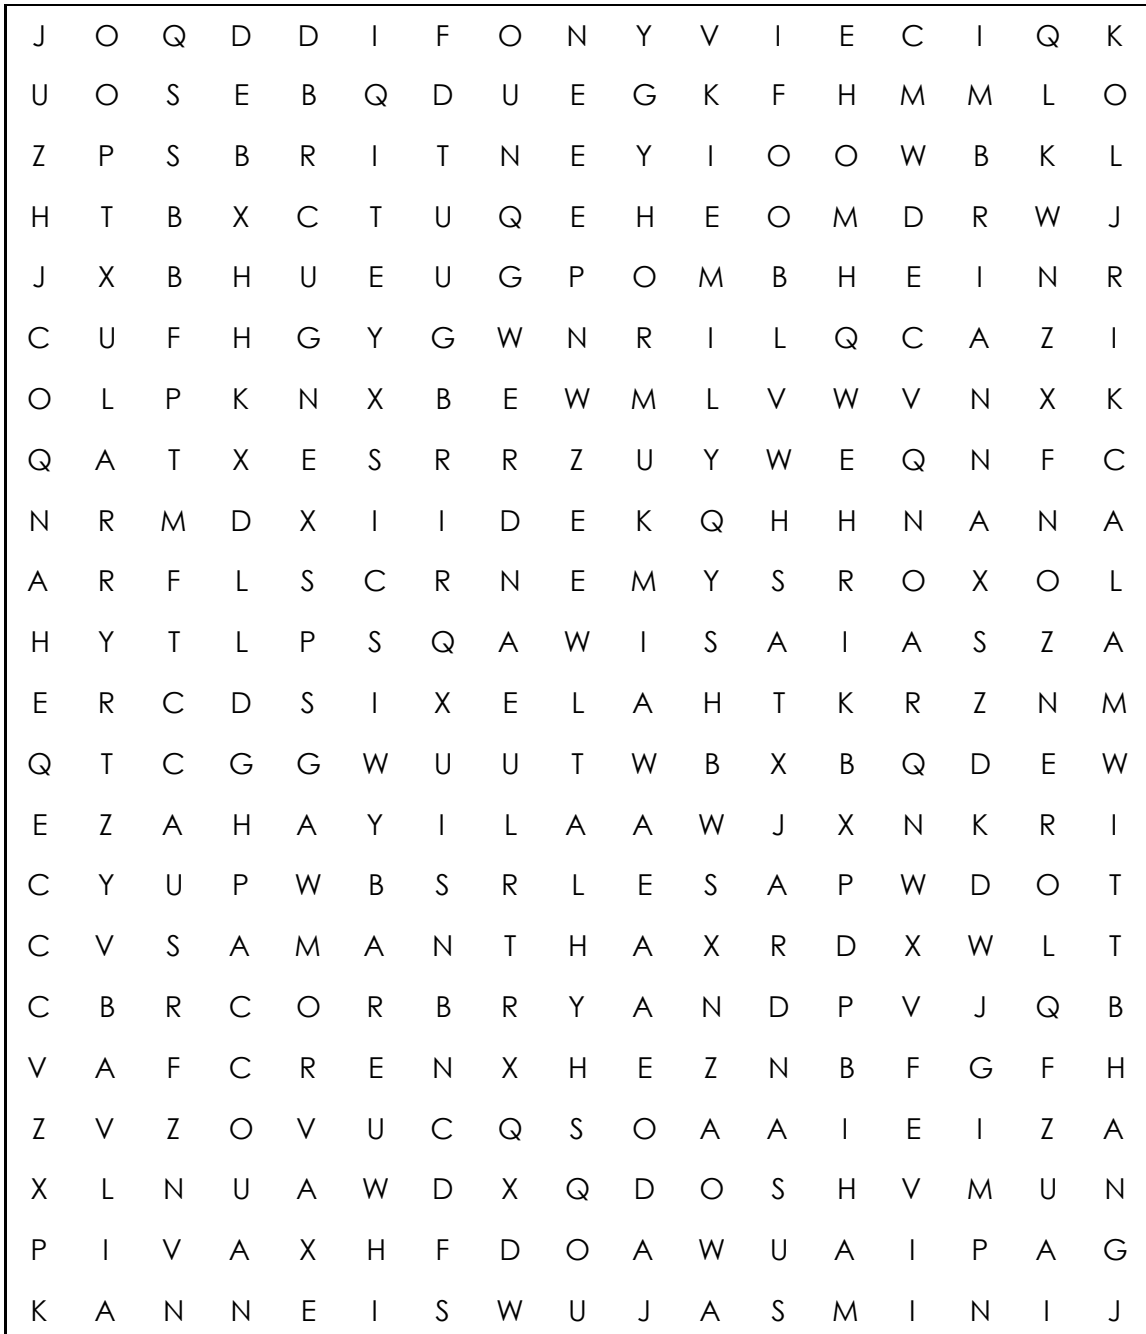 J O Q D D I F O N Y V I E C I Q K
U O S E B Q D U E G K F H M M L O
Z P S B R I T N E Y I O O W B K L
H T B X C T U Q E H E O M D R W J
J X B H U E U G P O M B H E I N R
C U F H G Y G W N R I L Q C A Z I
O L P K N X B E W M L V W V N X K
Q A T X E S R R Z U Y W E Q N F C
N R M D X I I D E K Q H H N A N A
A R F L S C R N E M Y S R O X O L
H Y T L P S Q A W I S A I A S Z A
E R C D S I X E L A H T K R Z N M
Q T C G G W U U T W B X B Q D E W
E Z A H A Y I L A A W J X N K R I
C Y U P W B S R L E S A P W D O T
C V S A M A N T H A X R D X W L T
C B R C O R B R Y A N D P V J Q B
V A F C R E N X H E Z N B F G F H
Z V Z O V U C Q S O A A I E I Z A
X L N U A W D X Q D O S H V M U N
P I V A X H F D O A W U A I P A G
K A N N E I S W U J A S M I N I J